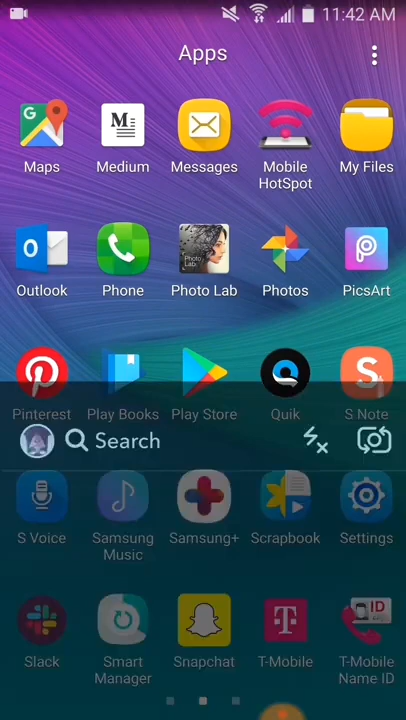 11:42 AM
Apps
Maps
Medium
Messages
Mobile
HotSpot
My Files
Outlook
Phone
Photo Lab
Photos
PicsArt
Pinterest
Play Books
Play Store
Quik
S Note
Search
S Voice
Samsung
Music
Samsung+
Scrapbook
Settings
Slack
Smart
Manager
Snapchat
T-Mobile
T-Mobile
Name ID